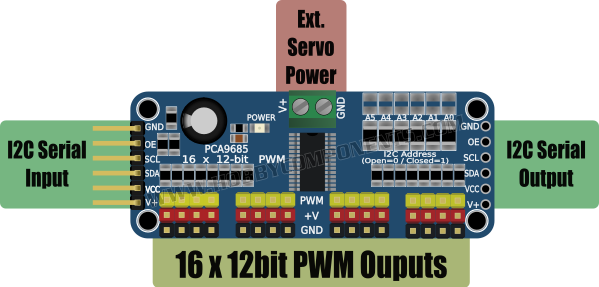 Ext.
Servo
Power
V+
GND
A5 A4 A3 A2 A1 A0
POWER
PCA9685
16 x 12-bit PWM
I2C Address
(Open=0 / Closed=1)
I2C Serial
Input
GND
OE
SCL
SDA
VCC
V+
GND
OE
SCL
SDA
VCC
V+
I2C Serial
Output
PWM
+V
GND
16 x 12bit PWM Ouputs